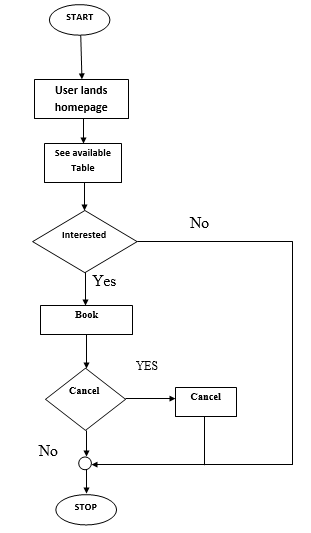 START
User lands
homepage
See available
Table
Interested
No
Yes
Book
YES
Cancel
Cancel
No
STOP